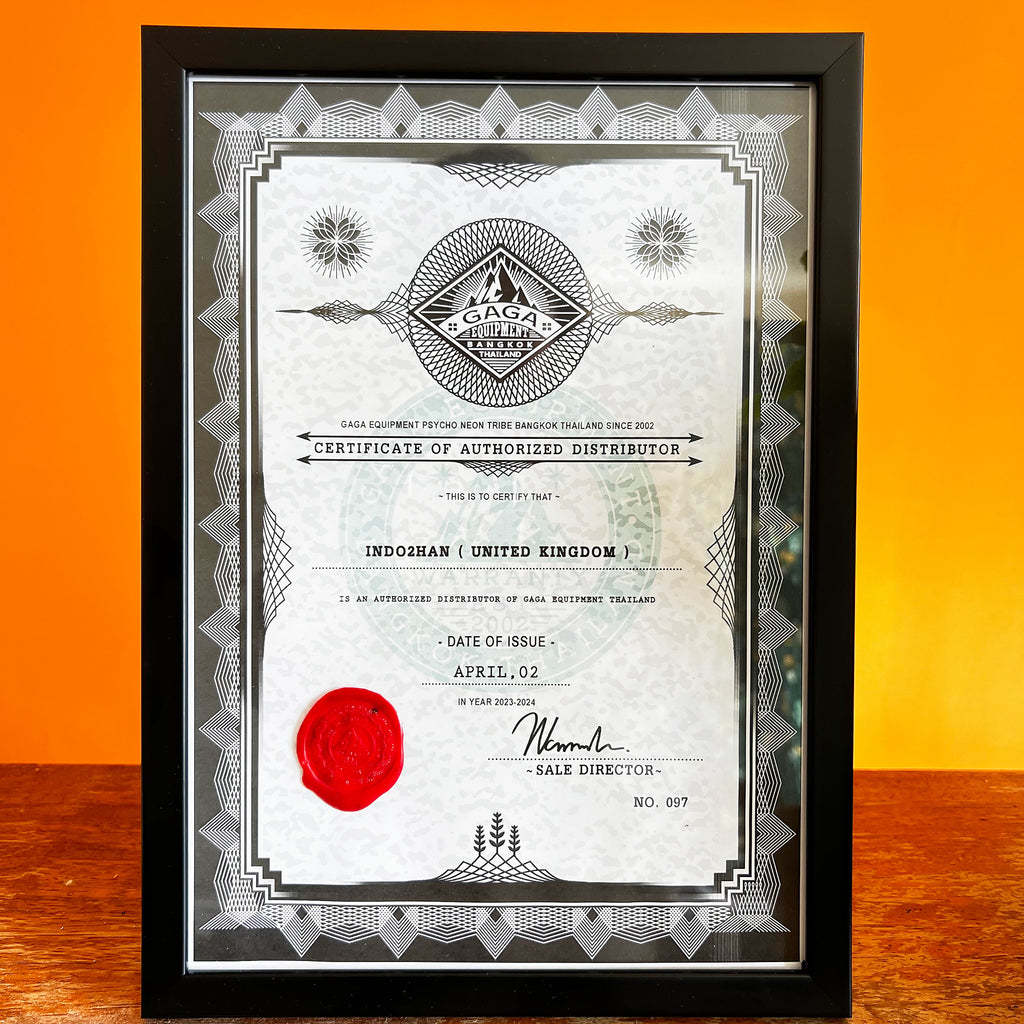 GAGA
EQUIPMENT
BANGKOK
THAILAND
GAGA EQUIPMENT PSYCHO NEON TRIBE BANGKOK THAILAND SINCE 2002
CERTIFICATE OF AUTHORIZED DISTRIBUTOR
~ THIS IS TO CERTIFY THAT ~
INDO2HAN ( UNITED KINGDOM )
WARRANTY
IS AN AUTHORIZED DISTRIBUTOR OF GAGA EQUIPMENT THAILAND
2002
- DATE OF ISSUE -
APRIL,02
IN YEAR 2023-2024
~SALE DIRECTOR~
NO. 097